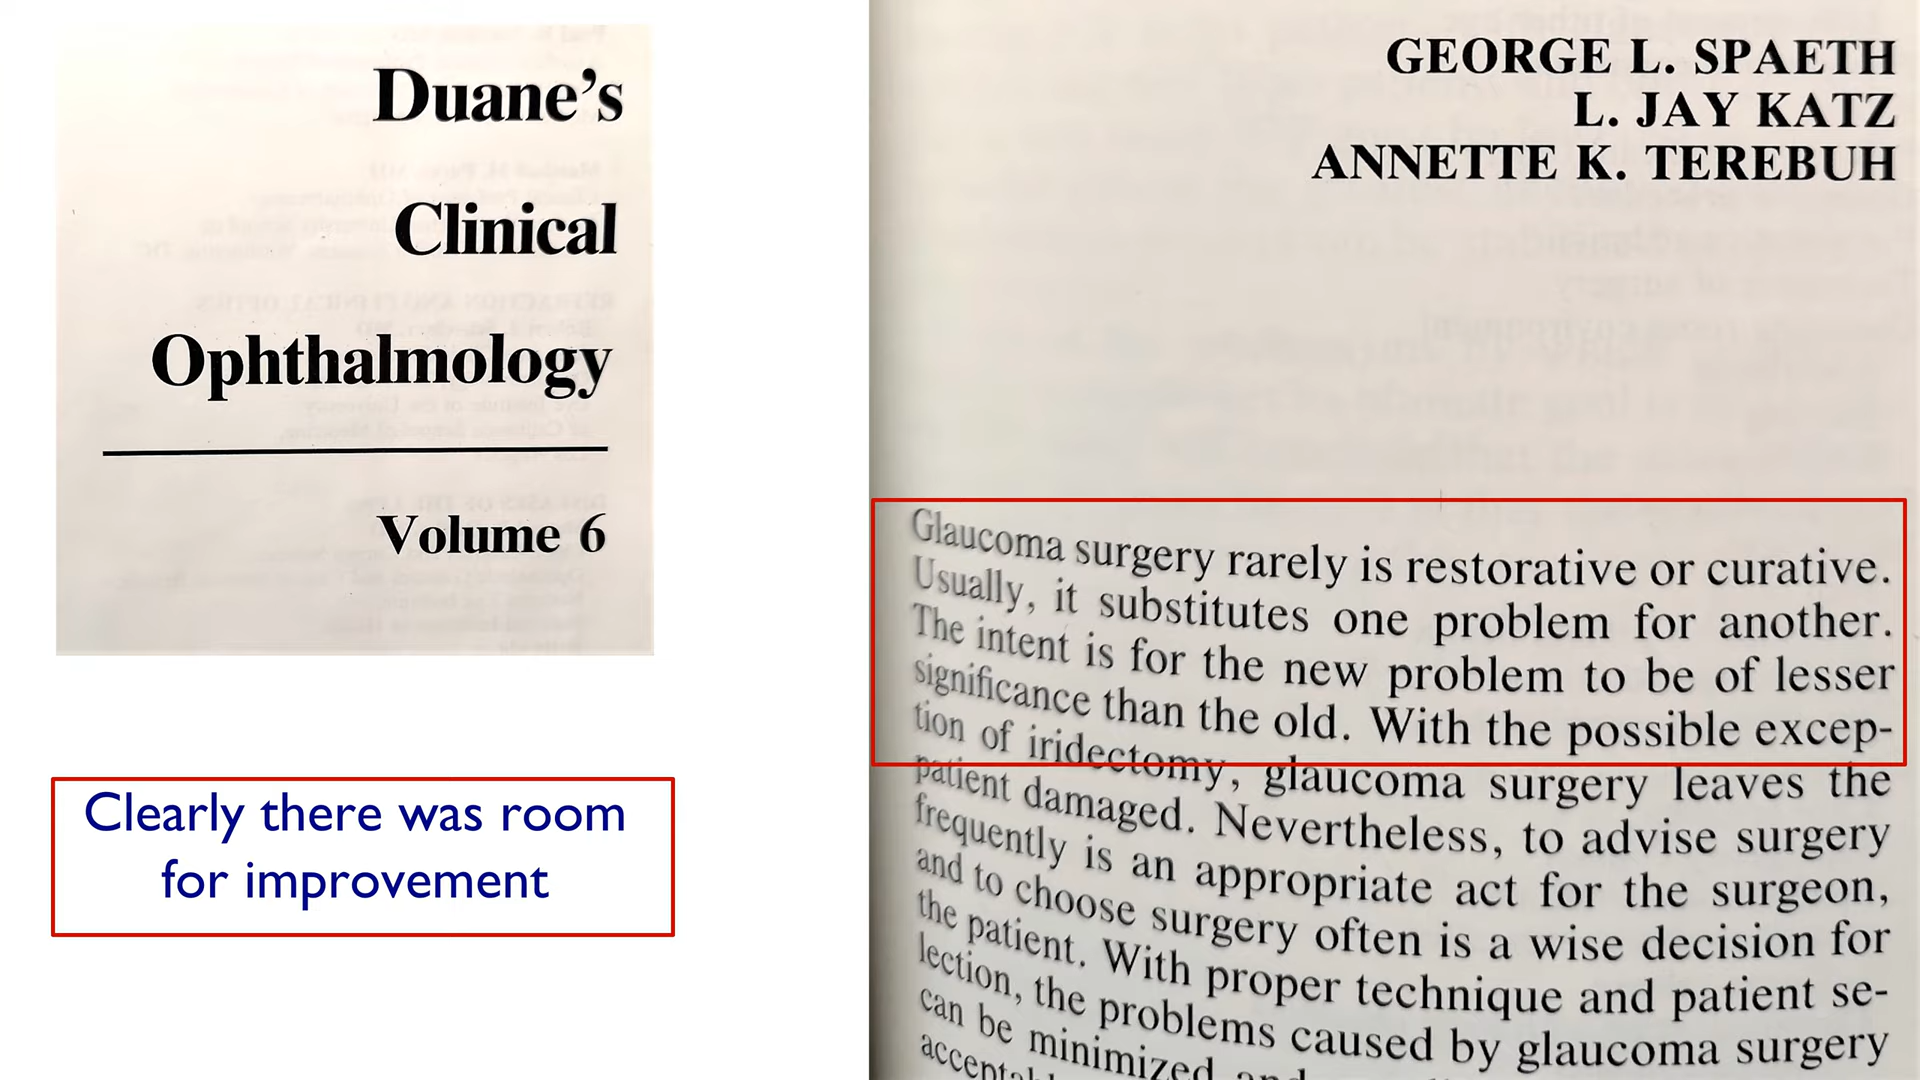 Duane’s
Clinical
Ophthalmology
Volume 6
Clearly there was room
for improvement
GEORGE L. SPAETH
L. JAY KATZ
ANNETTE K. TEREBUH
Glaucoma surgery rarely is restorative or curative.
Usually, it substitutes one problem for another.
The intent is for the new problem to be of lesser
significance than the old. With the possible excep-
tion of iridectomy, glaucoma surgery leaves the
patient damaged. Nevertheless, to advise surgery
frequently is an appropriate act for the surgeon,
and to choose surgery often is a wise decision for
the patient. With proper technique and patient se-
lection, the problems caused by glaucoma surgery
can be minimized and